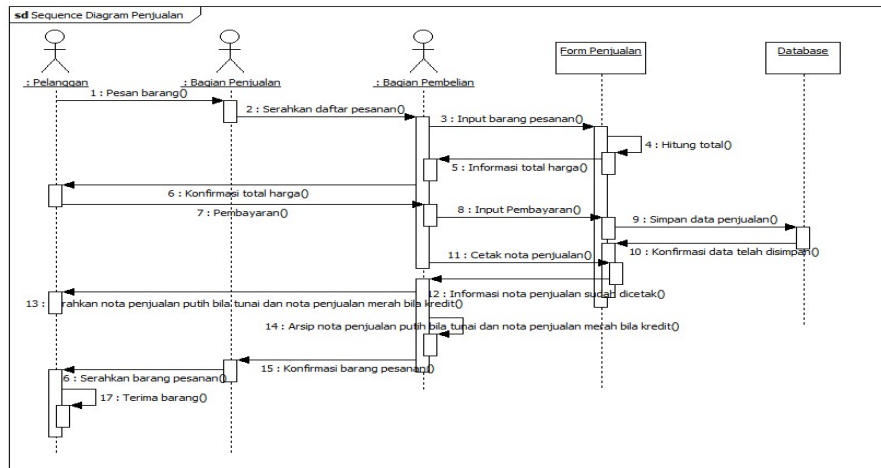 sd Sequence Diagram Penjualan
: Pelanggan
: Bagian Penjualan
: Bagian Pembelian
Form Penjualan
Database
1 : Pesan barang()
2 : Serahkan daftar pesanan()
3 : Input barang pesanan()
4 : Hitung total()
5 : Informasi total harga()
6 : Konfirmasi total harga()
7 : Pembayaran()
8 : Input Pembayaran()
9 : Simpan data penjualan()
10 : Konfirmasi data telah disimpan()
11 : Cetak nota penjualan()
12 : Informasi nota penjualan sudah dicetak()
13 : rahkan nota penjualan putih bila tunai dan nota penjualan merah bila kredit()
14 : Arsip nota penjualan putih bila tunai dan nota penjualan merah bila kredit()
15 : Konfirmasi barang pesanan()
6 : Serahkan barang pesanan()
17 : Terima barang()